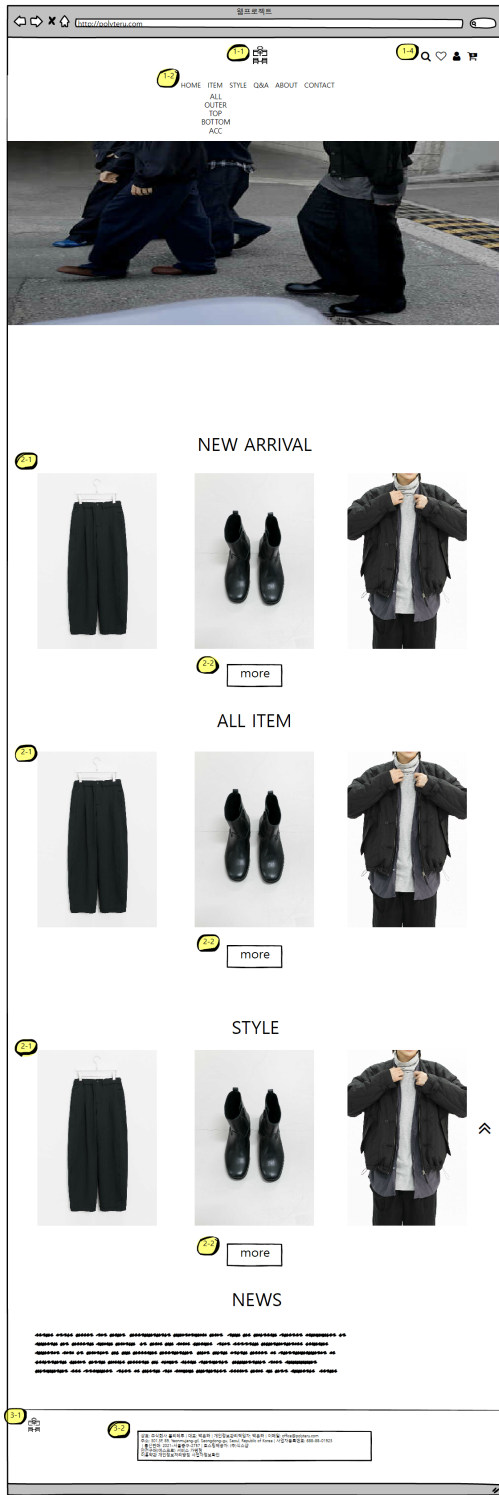 웹프로젝트
http://polyteru.com
1-1
1-4
1-2
HOME ITEM STYLE Q&A ABOUT CONTACT
ALL
OUTER
TOP
BOTTOM
ACC
NEW ARRIVAL
2-1
2-2
more
ALL ITEM
2-1
2-2
more
STYLE
2-1
2-2
more
NEWS
3-1
3-2